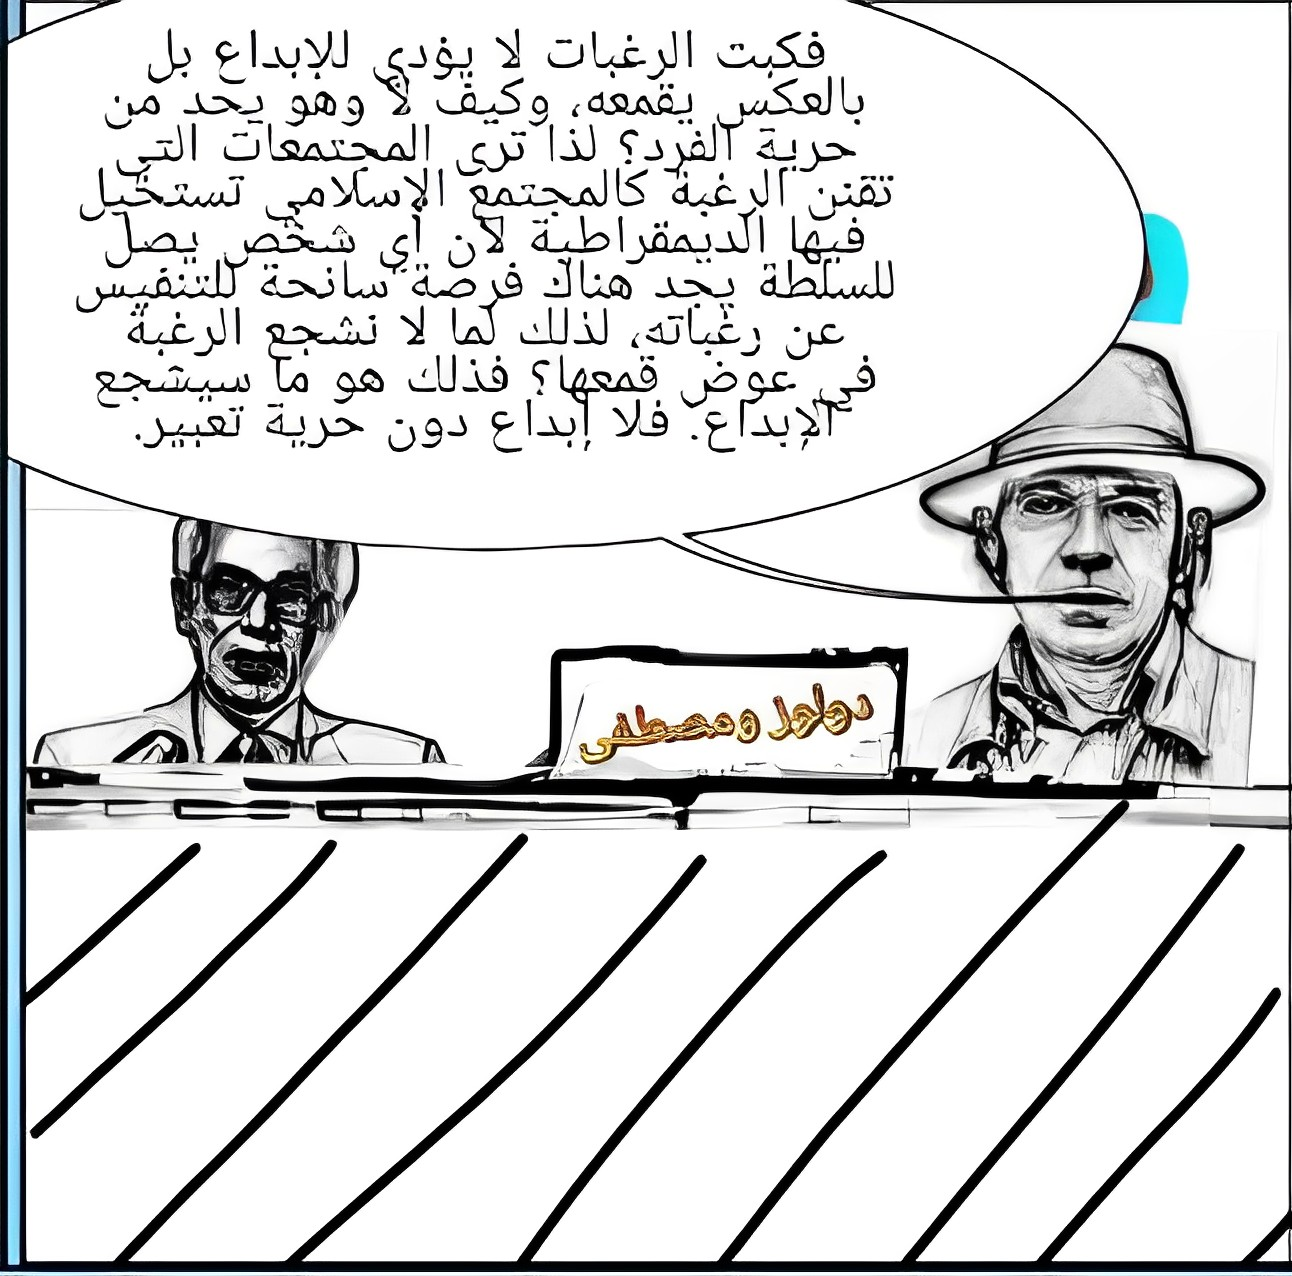 فكبت الرغبات لا يؤدي للإبداع بل
بالعكس يقمعه، وكيف لا وهو يحد من
حرية الفرد؟ لذا ترى المجتمعات التي
تقنن الرغبة كالمجتمع الإسلامي تستحيل
فيها الديمقراطية لأن أي شخص يصل
للسلطة يجد هناك فرصة سانحة للتنفيس
عن رغباته، لذلك لما لا نشجع الرغبة
في عوض قمعها؟ فذلك هو ما سيشجع
الإبداع. فلا إبداع دون حرية تعبير.
دولوز ومصطفى